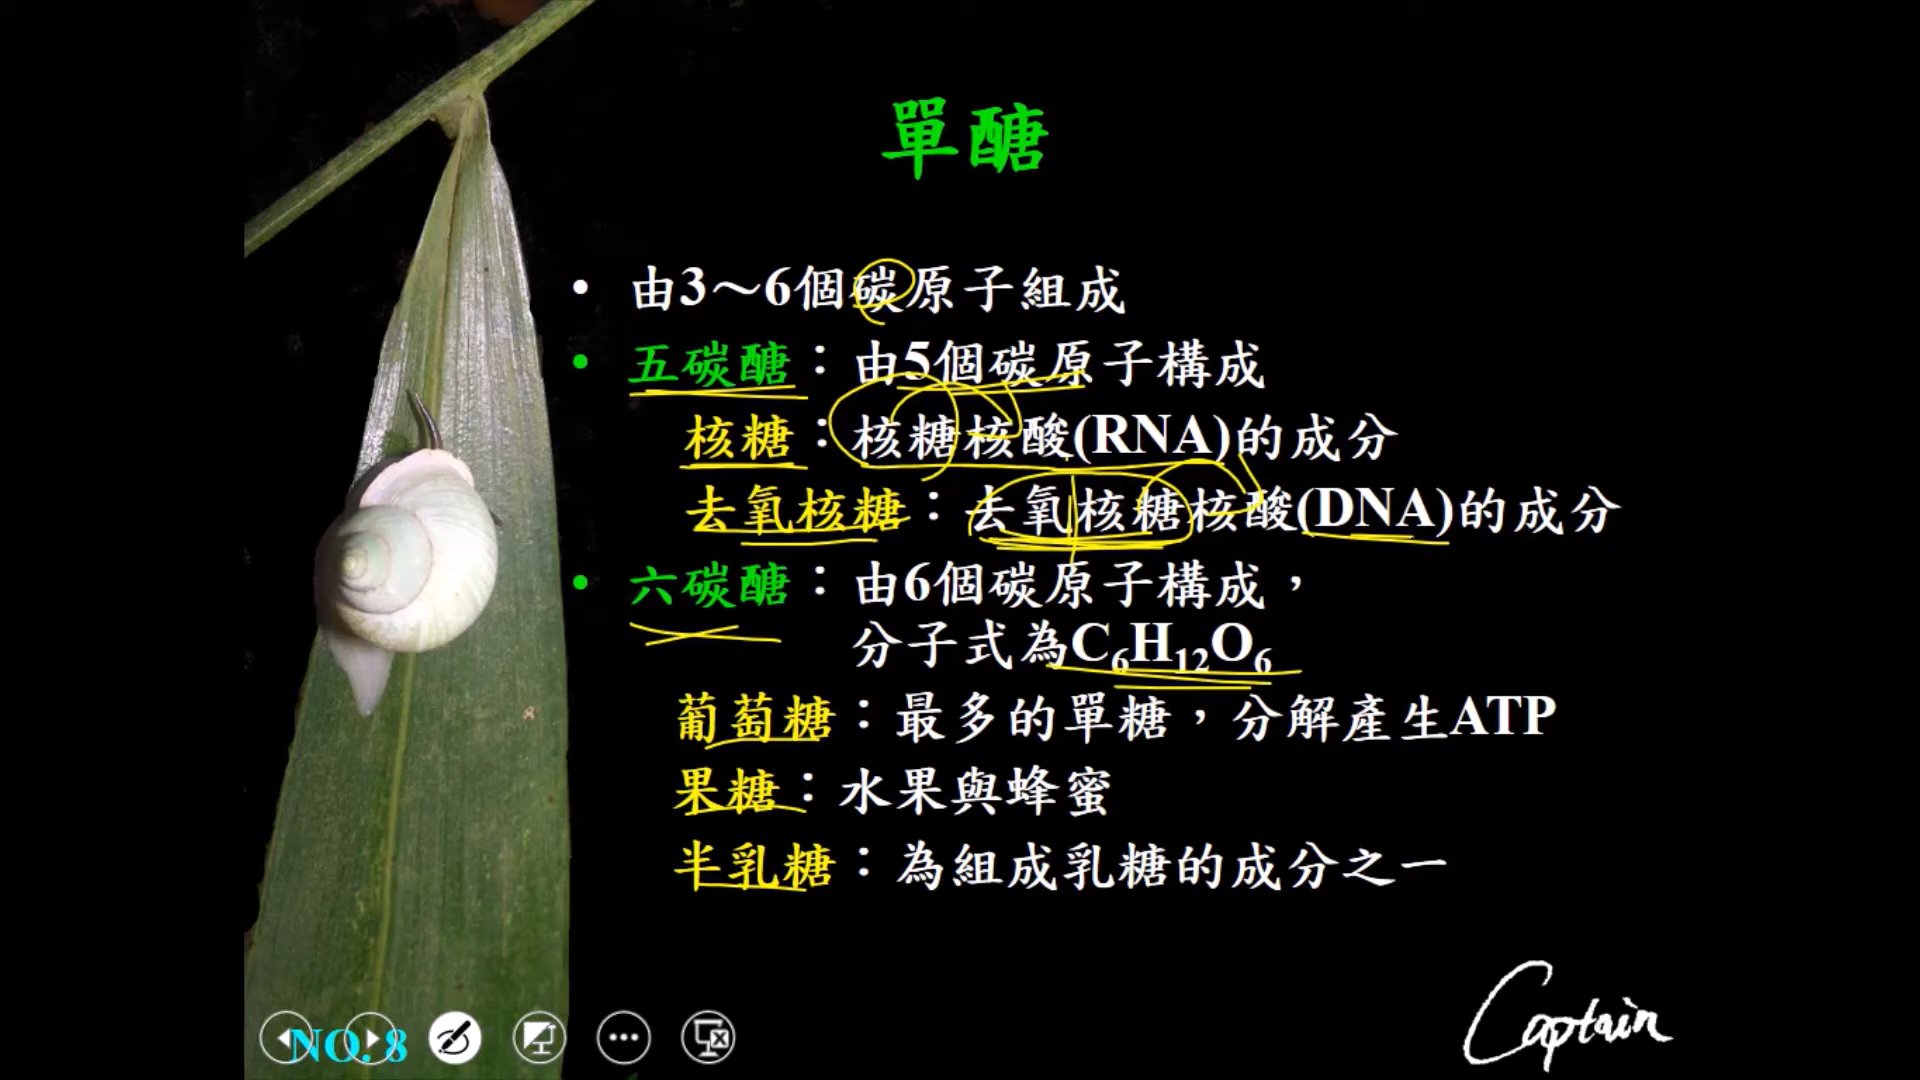 單醣
• 由3～6個碳原子組成
• 五碳醣：由5個碳原子構成
核糖：核糖核酸(RNA)的成分
去氧核糖：去氧核糖核酸(DNA)的成分
• 六碳醣：由6個碳原子構成，
分子式為C₆H₁₂O₆
葡萄糖：最多的單糖，分解產生ATP
果糖：水果與蜂蜜
半乳糖：為組成乳糖的成分之一
NO. 8
Captain